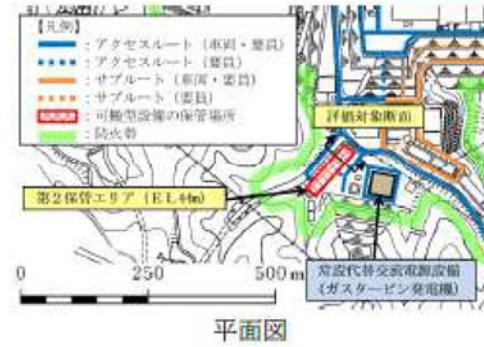 【凡例】
：アクセスルート（車両・要員）
：アクセスルート（要員）
：サブルート（車両・要員）
：サブルート（要員）
：可搬型設備の保管場所
：防火帯
評価対象断面
第2保管エリア（EL44m）
常設代替交流電源設備
（ガスタービン発電機）
0 250 500 m
平面図